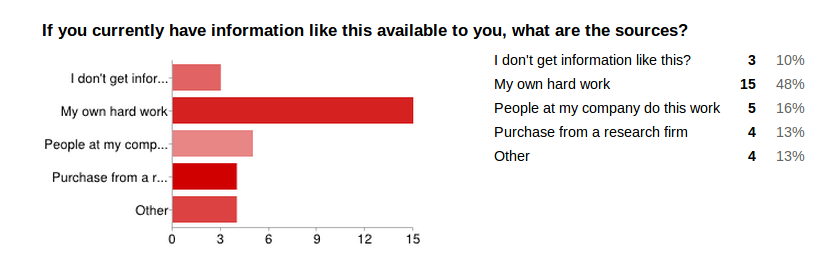 If you currently have information like this available to you, what are the sources?
I don't get infor...
My own hard work
People at my comp...
Purchase from a r...
Other
0 3 6 9 12 15
I don't get information like this? 3 10%
My own hard work 15 48%
People at my company do this work 5 16%
Purchase from a research firm 4 13%
Other 4 13%